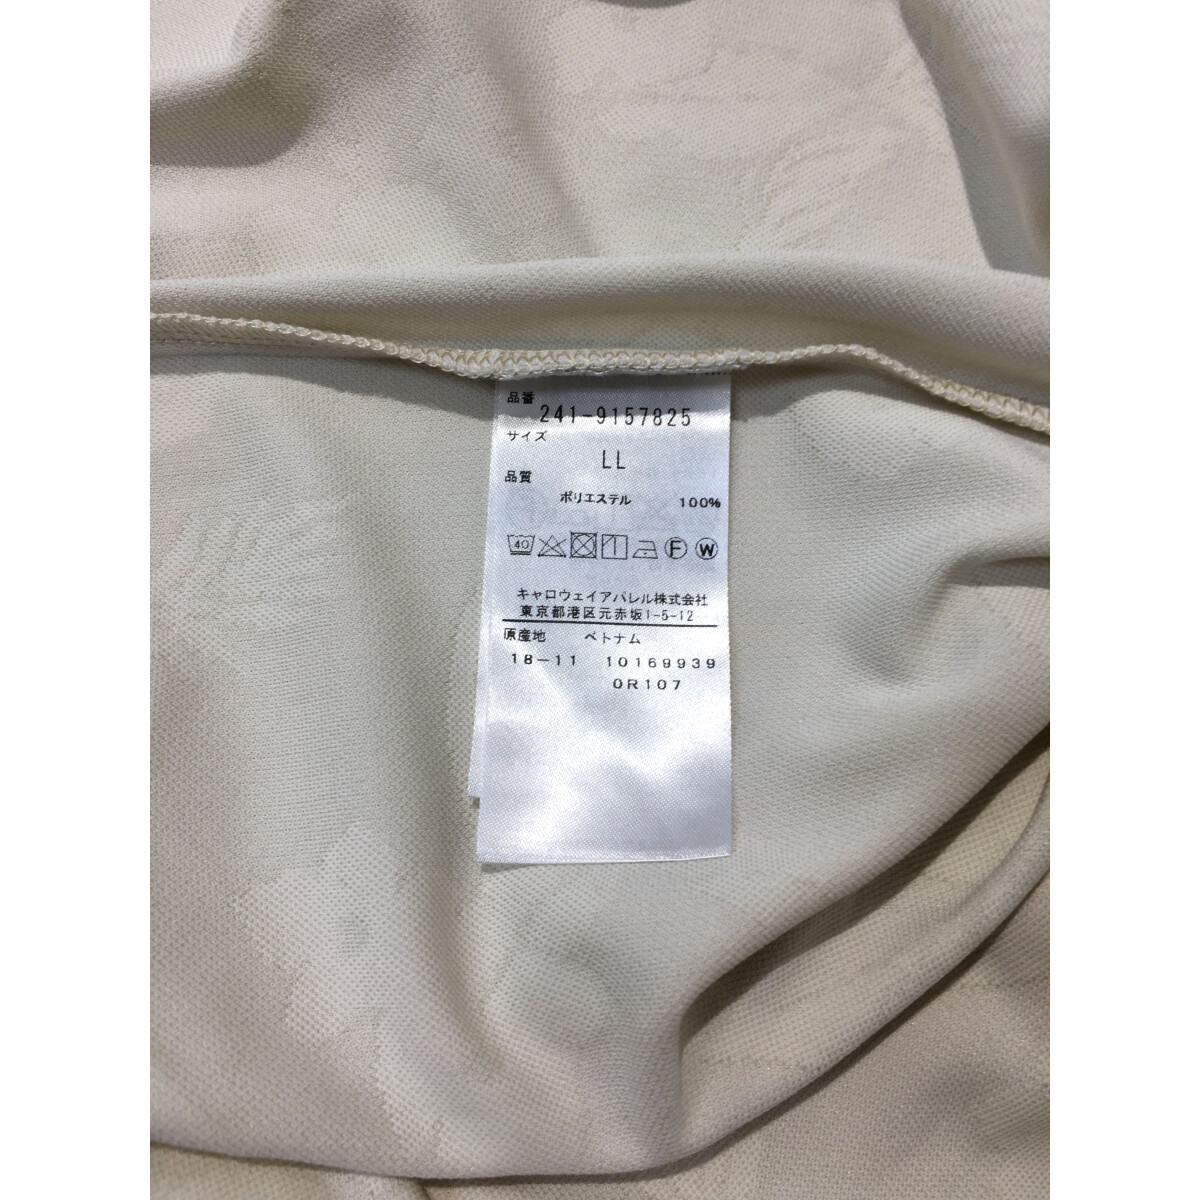 品番
241-9157825
サイズ
LL
品質
ポリエステル 100%
40 F W
キャロウェイアパレル株式会社
東京都港区元赤坂1-5-12
原産地 ベトナム
18-11 10169939
0R107